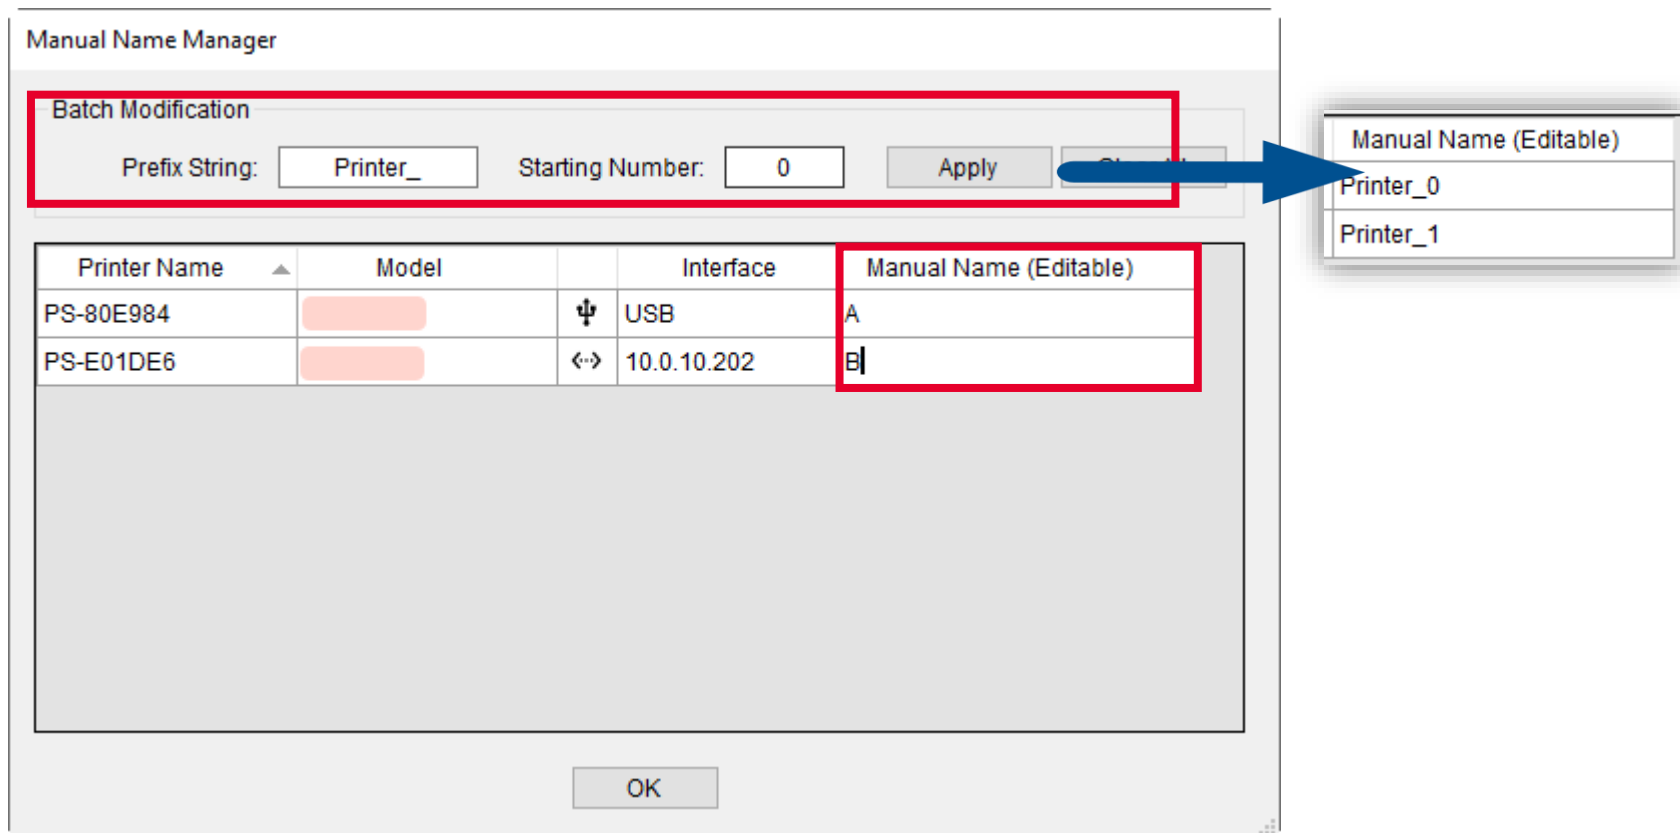 Manual Name Manager
Batch Modification
Prefix String: Printer_ Starting Number: 0 Apply
Manual Name (Editable)
Printer_0
Printer_1
Printer Name Model Interface Manual Name (Editable)
PS-80E984 USB A
PS-E01DE6 10.0.10.202 B
OK